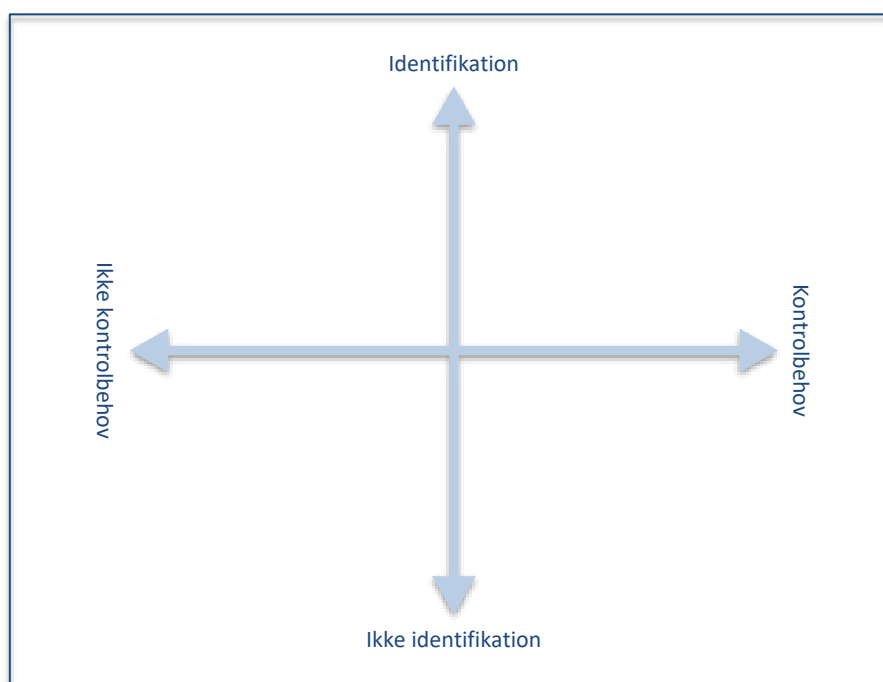 Identifikation
Ikke kontrolbehov
Kontrolbehov
Ikke identifikation